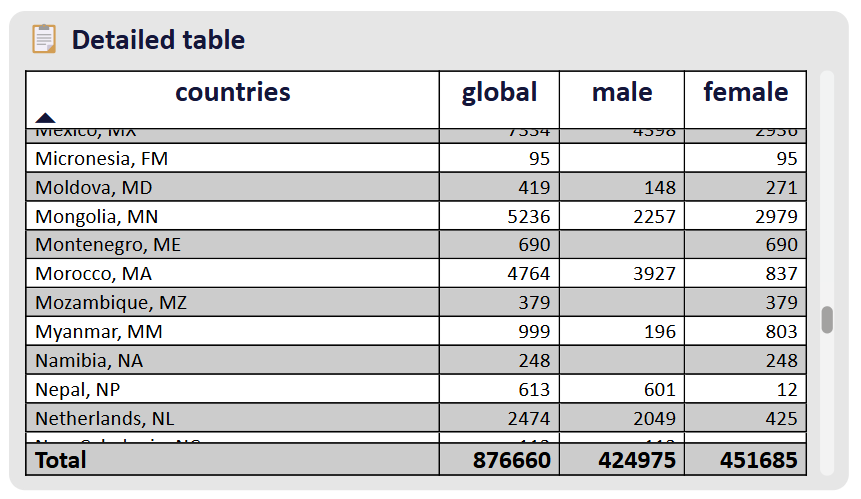 Detailed table
countries global male female
Mexico, MX 7334 4398 2936
Micronesia, FM 95 95
Moldova, MD 419 148 271
Mongolia, MN 5236 2257 2979
Montenegro, ME 690 690
Morocco, MA 4764 3927 837
Mozambique, MZ 379 379
Myanmar, MM 999 196 803
Namibia, NA 248 248
Nepal, NP 613 601 12
Netherlands, NL 2474 2049 425
Total 876660 424975 451685